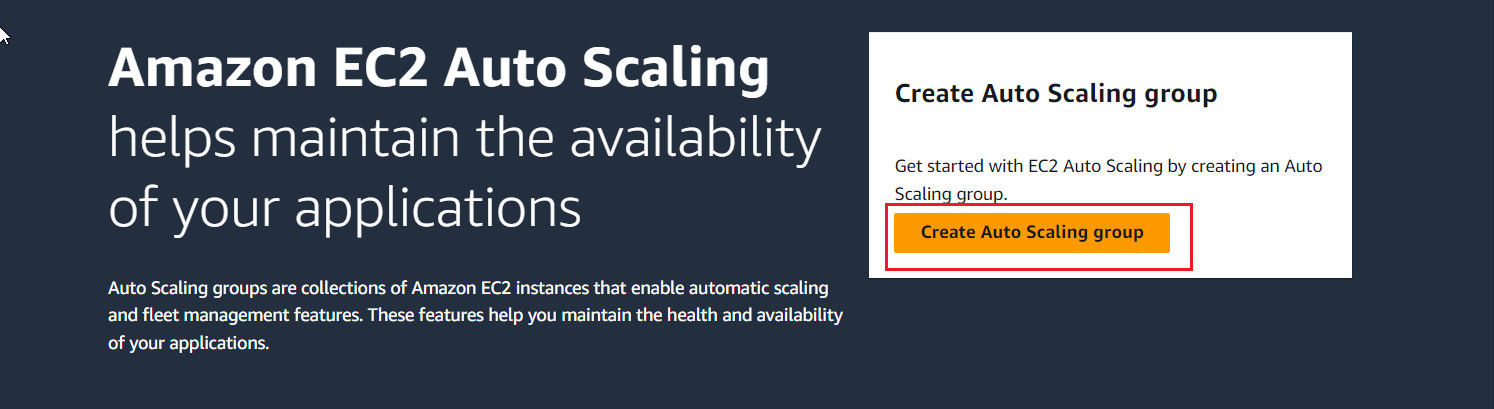 Amazon EC2 Auto Scaling
helps maintain the availability
of your applications
Auto Scaling groups are collections of Amazon EC2 instances that enable automatic scaling
and fleet management features. These features help you maintain the health and availability
of your applications.
Create Auto Scaling group
Get started with EC2 Auto Scaling by creating an Auto
Scaling group.
Create Auto Scaling group